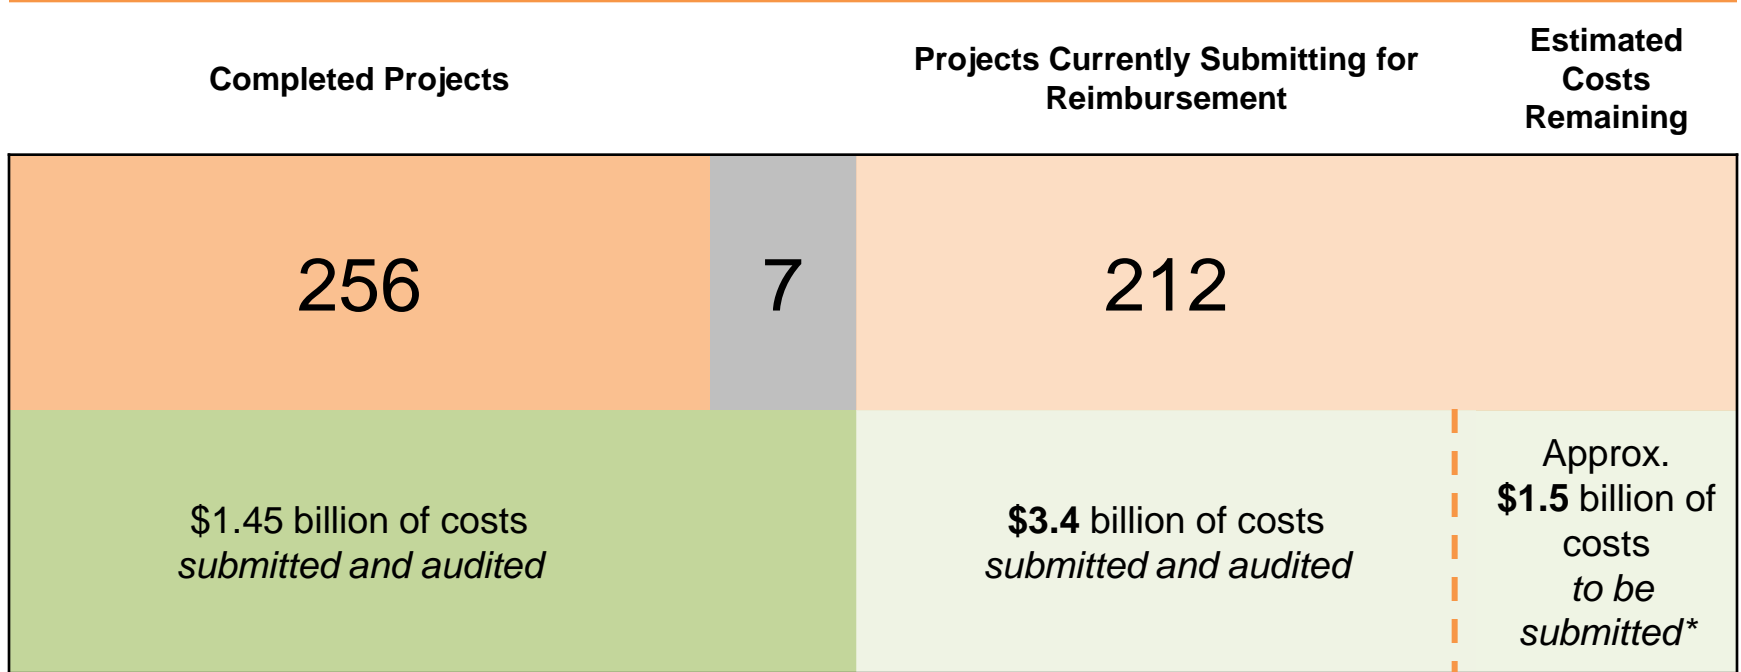 Completed Projects
Projects Currently Submitting for
Reimbursement
Estimated
Costs
Remaining
256
7
212
$1.45 billion of costs
submitted and audited
$3.4 billion of costs
submitted and audited
Approx.
$1.5 billion of
costs
to be
submitted*